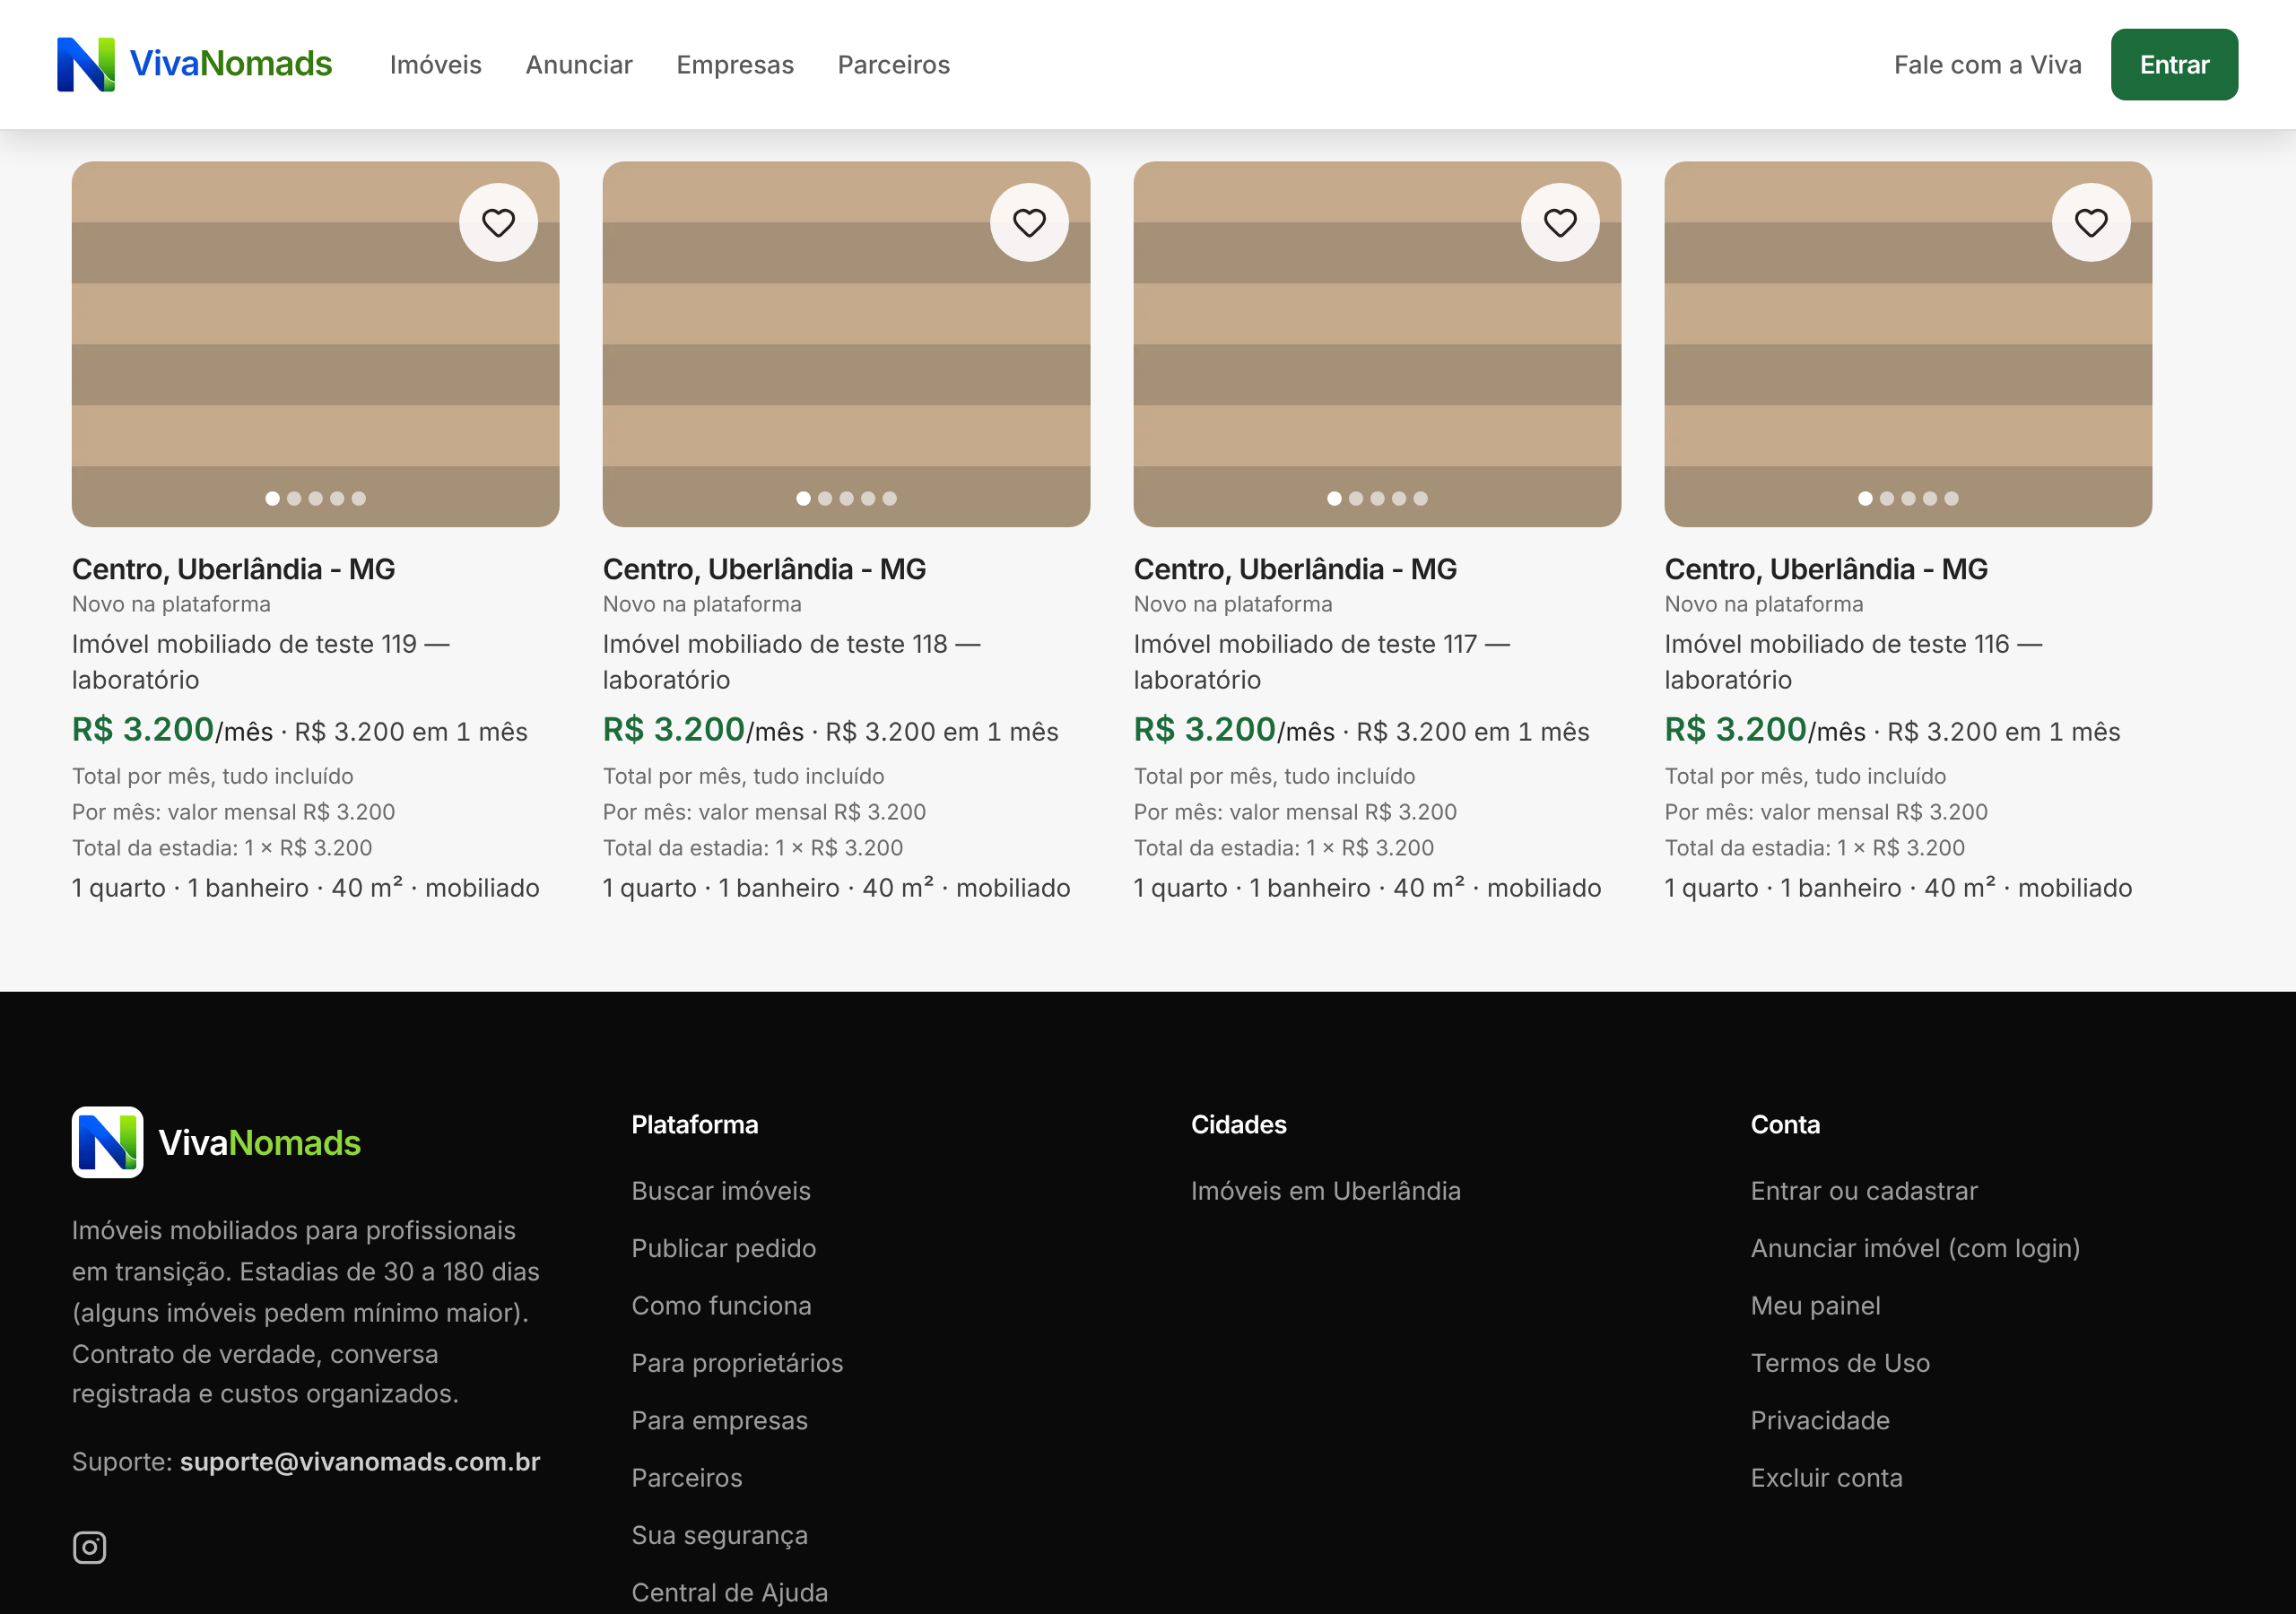 VivaNomads Imóveis Anunciar Empresas Parceiros Fale com a Viva Entrar
Centro, Uberlândia - MG
Novo na plataforma
Imóvel mobiliado de teste 119 —
laboratório
R$ 3.200/mês · R$ 3.200 em 1 mês
Total por mês, tudo incluído
Por mês: valor mensal R$ 3.200
Total da estadia: 1 × R$ 3.200
1 quarto · 1 banheiro · 40 m² · mobiliado
Centro, Uberlândia - MG
Novo na plataforma
Imóvel mobiliado de teste 118 —
laboratório
R$ 3.200/mês · R$ 3.200 em 1 mês
Total por mês, tudo incluído
Por mês: valor mensal R$ 3.200
Total da estadia: 1 × R$ 3.200
1 quarto · 1 banheiro · 40 m² · mobiliado
Centro, Uberlândia - MG
Novo na plataforma
Imóvel mobiliado de teste 117 —
laboratório
R$ 3.200/mês · R$ 3.200 em 1 mês
Total por mês, tudo incluído
Por mês: valor mensal R$ 3.200
Total da estadia: 1 × R$ 3.200
1 quarto · 1 banheiro · 40 m² · mobiliado
Centro, Uberlândia - MG
Novo na plataforma
Imóvel mobiliado de teste 116 —
laboratório
R$ 3.200/mês · R$ 3.200 em 1 mês
Total por mês, tudo incluído
Por mês: valor mensal R$ 3.200
Total da estadia: 1 × R$ 3.200
1 quarto · 1 banheiro · 40 m² · mobiliado
VivaNomads
Imóveis mobiliados para profissionais
em transição. Estadias de 30 a 180 dias
(alguns imóveis pedem mínimo maior).
Contrato de verdade, conversa
registrada e custos organizados.
Suporte: suporte@vivanomads.com.br
Plataforma
Buscar imóveis
Publicar pedido
Como funciona
Para proprietários
Para empresas
Parceiros
Sua segurança
Central de Ajuda
Cidades
Imóveis em Uberlândia
Conta
Entrar ou cadastrar
Anunciar imóvel (com login)
Meu painel
Termos de Uso
Privacidade
Excluir conta